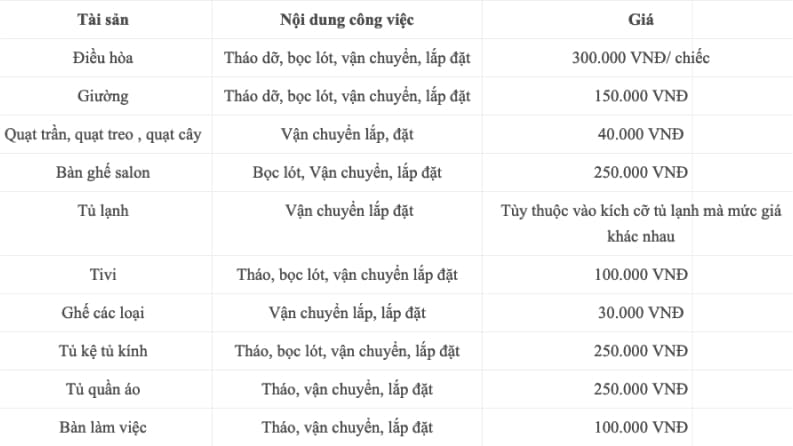 Tài sản Nội dung công việc Giá
Điều hòa Tháo dỡ, bọc lót, vận chuyển, lắp đặt 300.000 VNĐ/ chiếc
Giường Tháo dỡ, bọc lót, vận chuyển, lắp đặt 150.000 VNĐ
Quạt trần, quạt treo , quạt cây Vận chuyển lắp, đặt 40.000 VNĐ
Bàn ghế salon Bọc lót, Vận chuyển, lắp đặt 250.000 VNĐ
Tủ lạnh Vận chuyển lắp đặt Tùy thuộc vào kích cỡ tủ lạnh mà mức giá
khác nhau
Tivi Tháo, bọc lót, vận chuyển lắp đặt 100.000 VNĐ
Ghế các loại Vận chuyển lắp, lắp đặt 30.000 VNĐ
Tủ kệ tủ kính Tháo, bọc lót, vận chuyển, lắp đặt 250.000 VNĐ
Tủ quần áo Tháo, vận chuyển, lắp đặt 250.000 VNĐ
Bàn làm việc Tháo, vận chuyển, lắp đặt 100.000 VNĐ